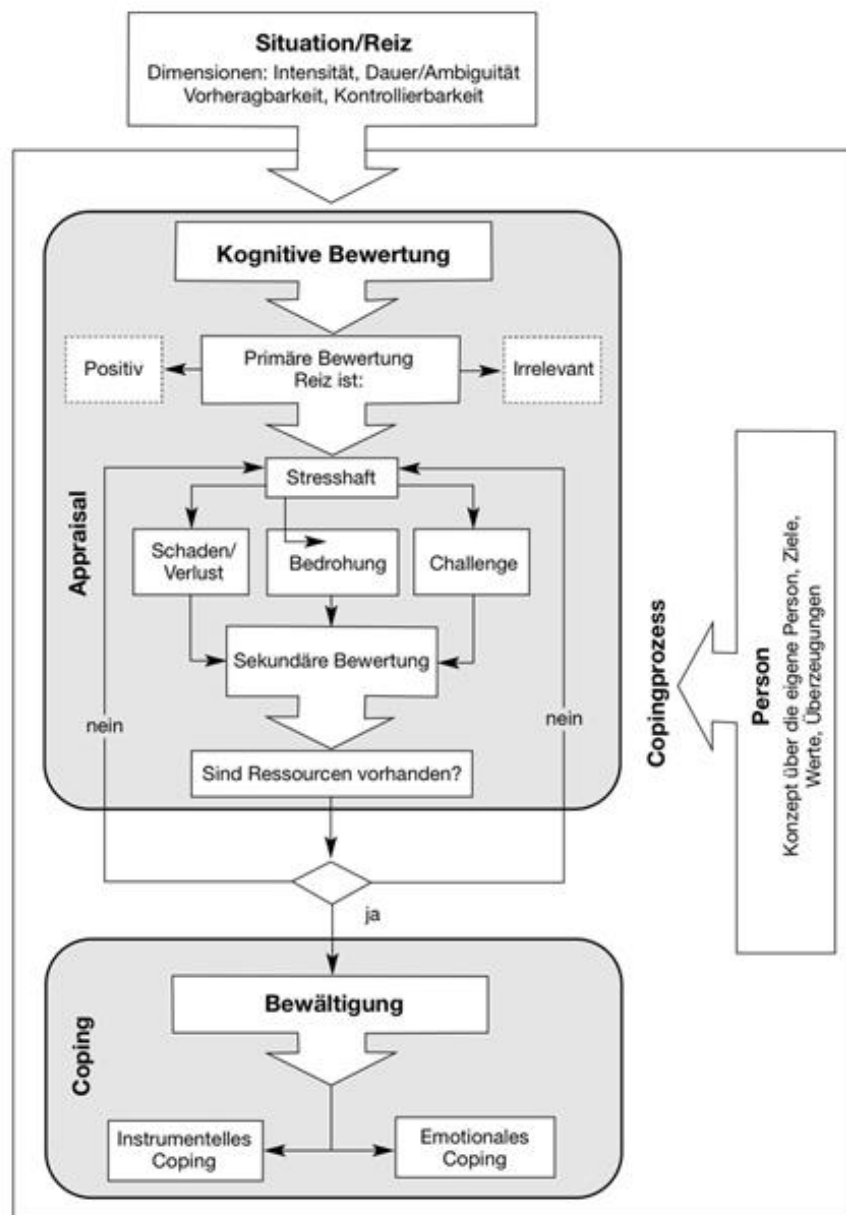 Situation/Reiz
Dimensionen: Intensität, Dauer/Ambiguität
Vorheragbarkeit, Kontrollierbarkeit
Kognitive Bewertung
Positiv
Primäre Bewertung
Reiz ist:
Irrelevant
Stresshaft
Schaden/
Verlust
Bedrohung
Challenge
Sekundäre Bewertung
nein
nein
Sind Ressourcen vorhanden?
Appraisal
ja
Bewältigung
Instrumentelles
Coping
Emotionales
Coping
Coping
Copingprozess
Person
Konzept über die eigene Person, Ziele,
Werte, Überzeugungen